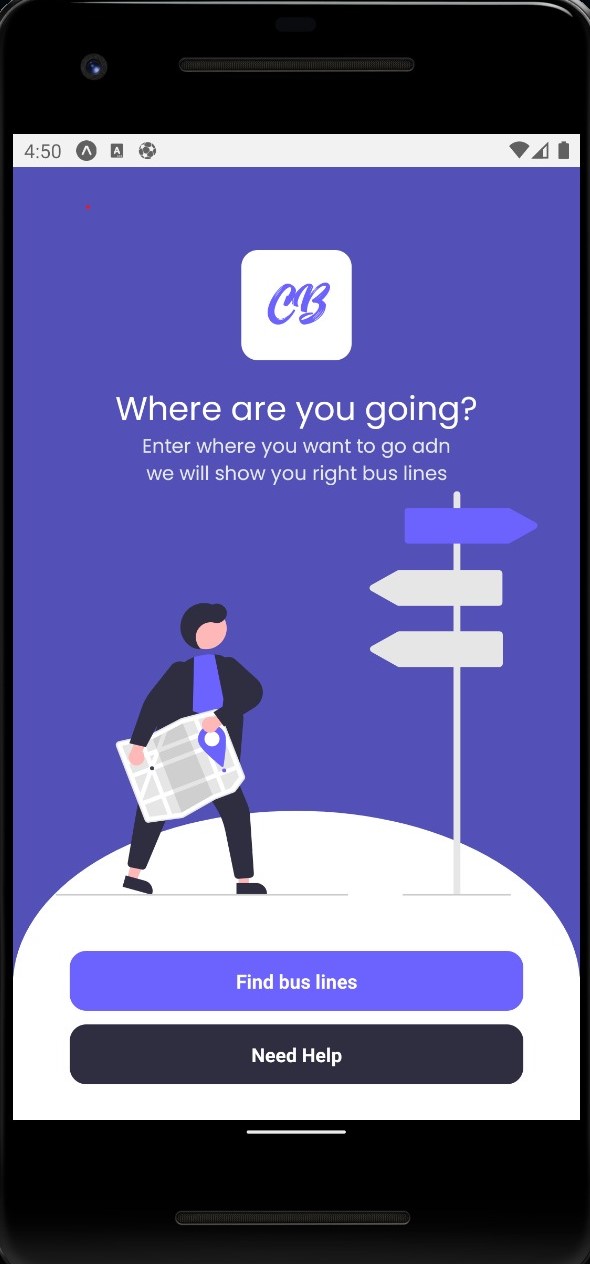 4:50
A
CB
Where are you going?
Enter where you want to go adn
we will show you right bus lines
Find bus lines
Need Help